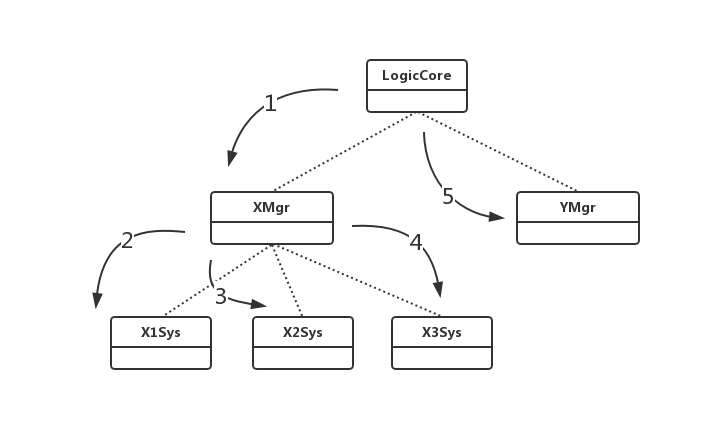 LogicCore
1
5
XMgr
YMgr
2
4
3
X1Sys
X2Sys
X3Sys